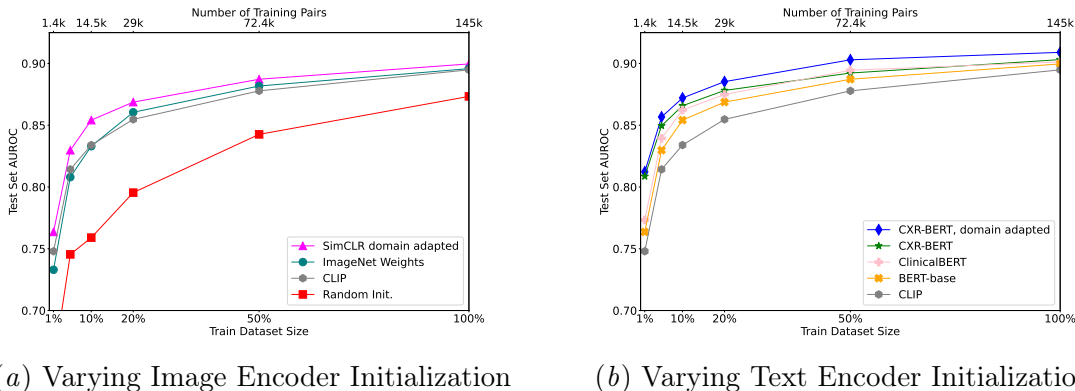 Number of Training Pairs
1.4k 14.5k 29k 72.4k 145k
0.90
0.85
0.80
0.75
0.70
Test Set AUROC
SimCLR domain adapted
ImageNet Weights
CLIP
Random Init.
1% 10% 20% 50% 100%
Train Dataset Size
a) Varying Image Encoder Initialization
Number of Training Pairs
1.4k 14.5k 29k 72.4k 145k
0.90
0.85
0.80
0.75
0.70
Test Set AUROC
CXR-BERT, domain adapted
CXR-BERT
ClinicalBERT
BERT-base
CLIP
1% 10% 20% 50% 100%
Train Dataset Size
(b) Varying Text Encoder Initializatio